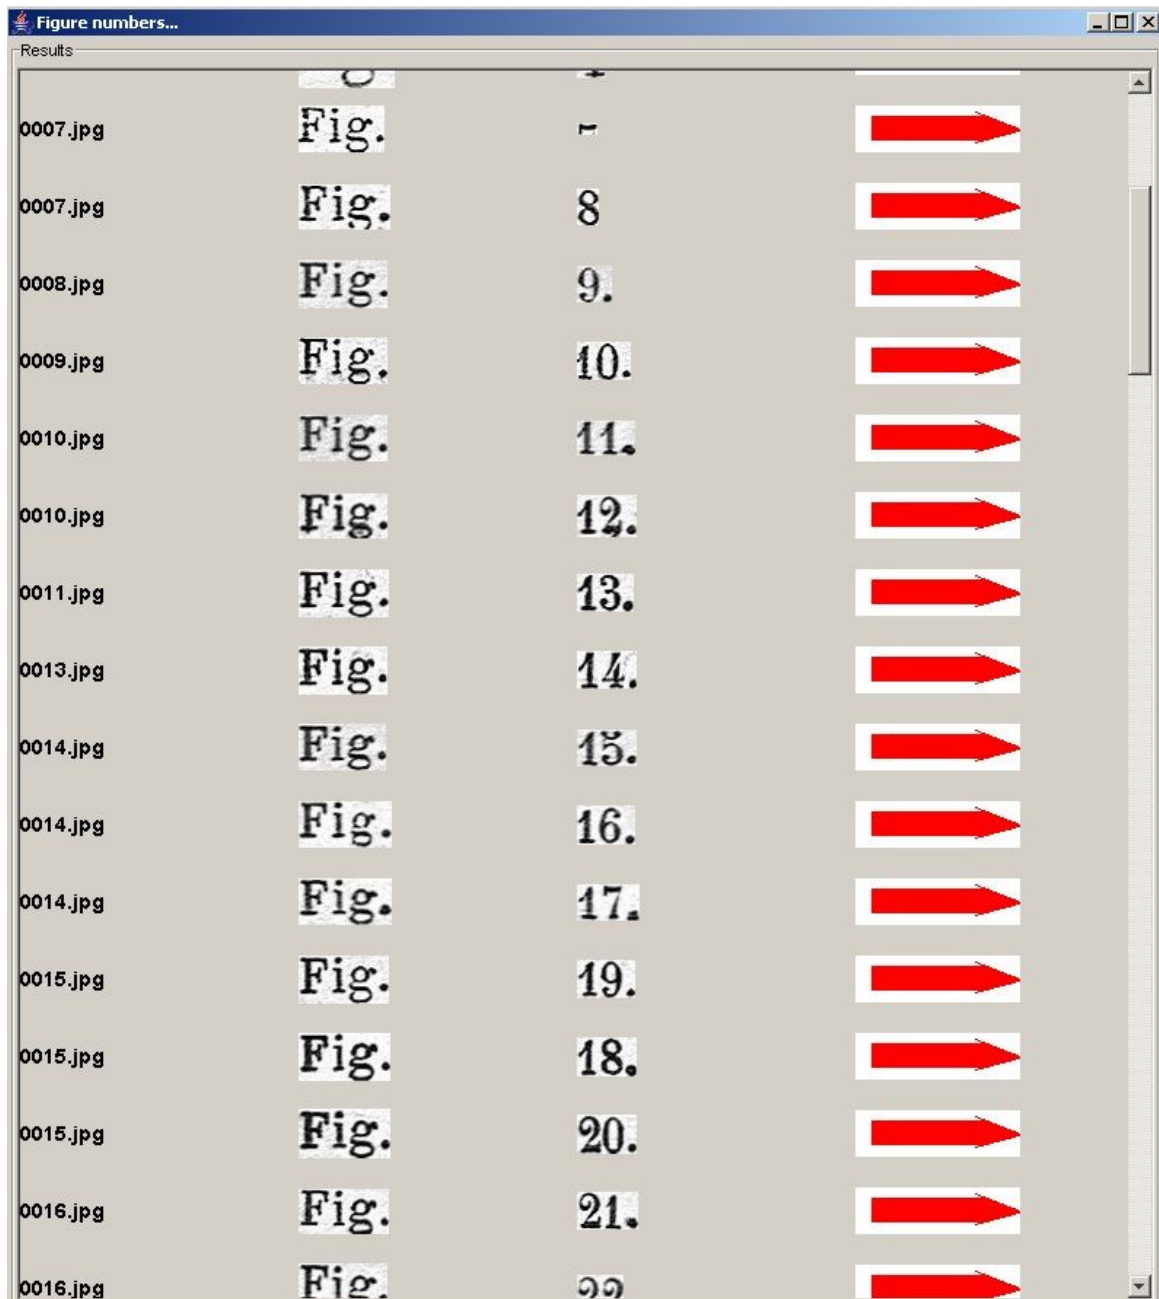 Figure numbers...
Results
0007.jpg Fig. -
0007.jpg Fig. 8
0008.jpg Fig. 9.
0009.jpg Fig. 10.
0010.jpg Fig. 11.
0010.jpg Fig. 12.
0011.jpg Fig. 13.
0013.jpg Fig. 14.
0014.jpg Fig. 15.
0014.jpg Fig. 16.
0014.jpg Fig. 17.
0015.jpg Fig. 19.
0015.jpg Fig. 18.
0015.jpg Fig. 20.
0016.jpg Fig. 21.
0016.jpg Fig. 22